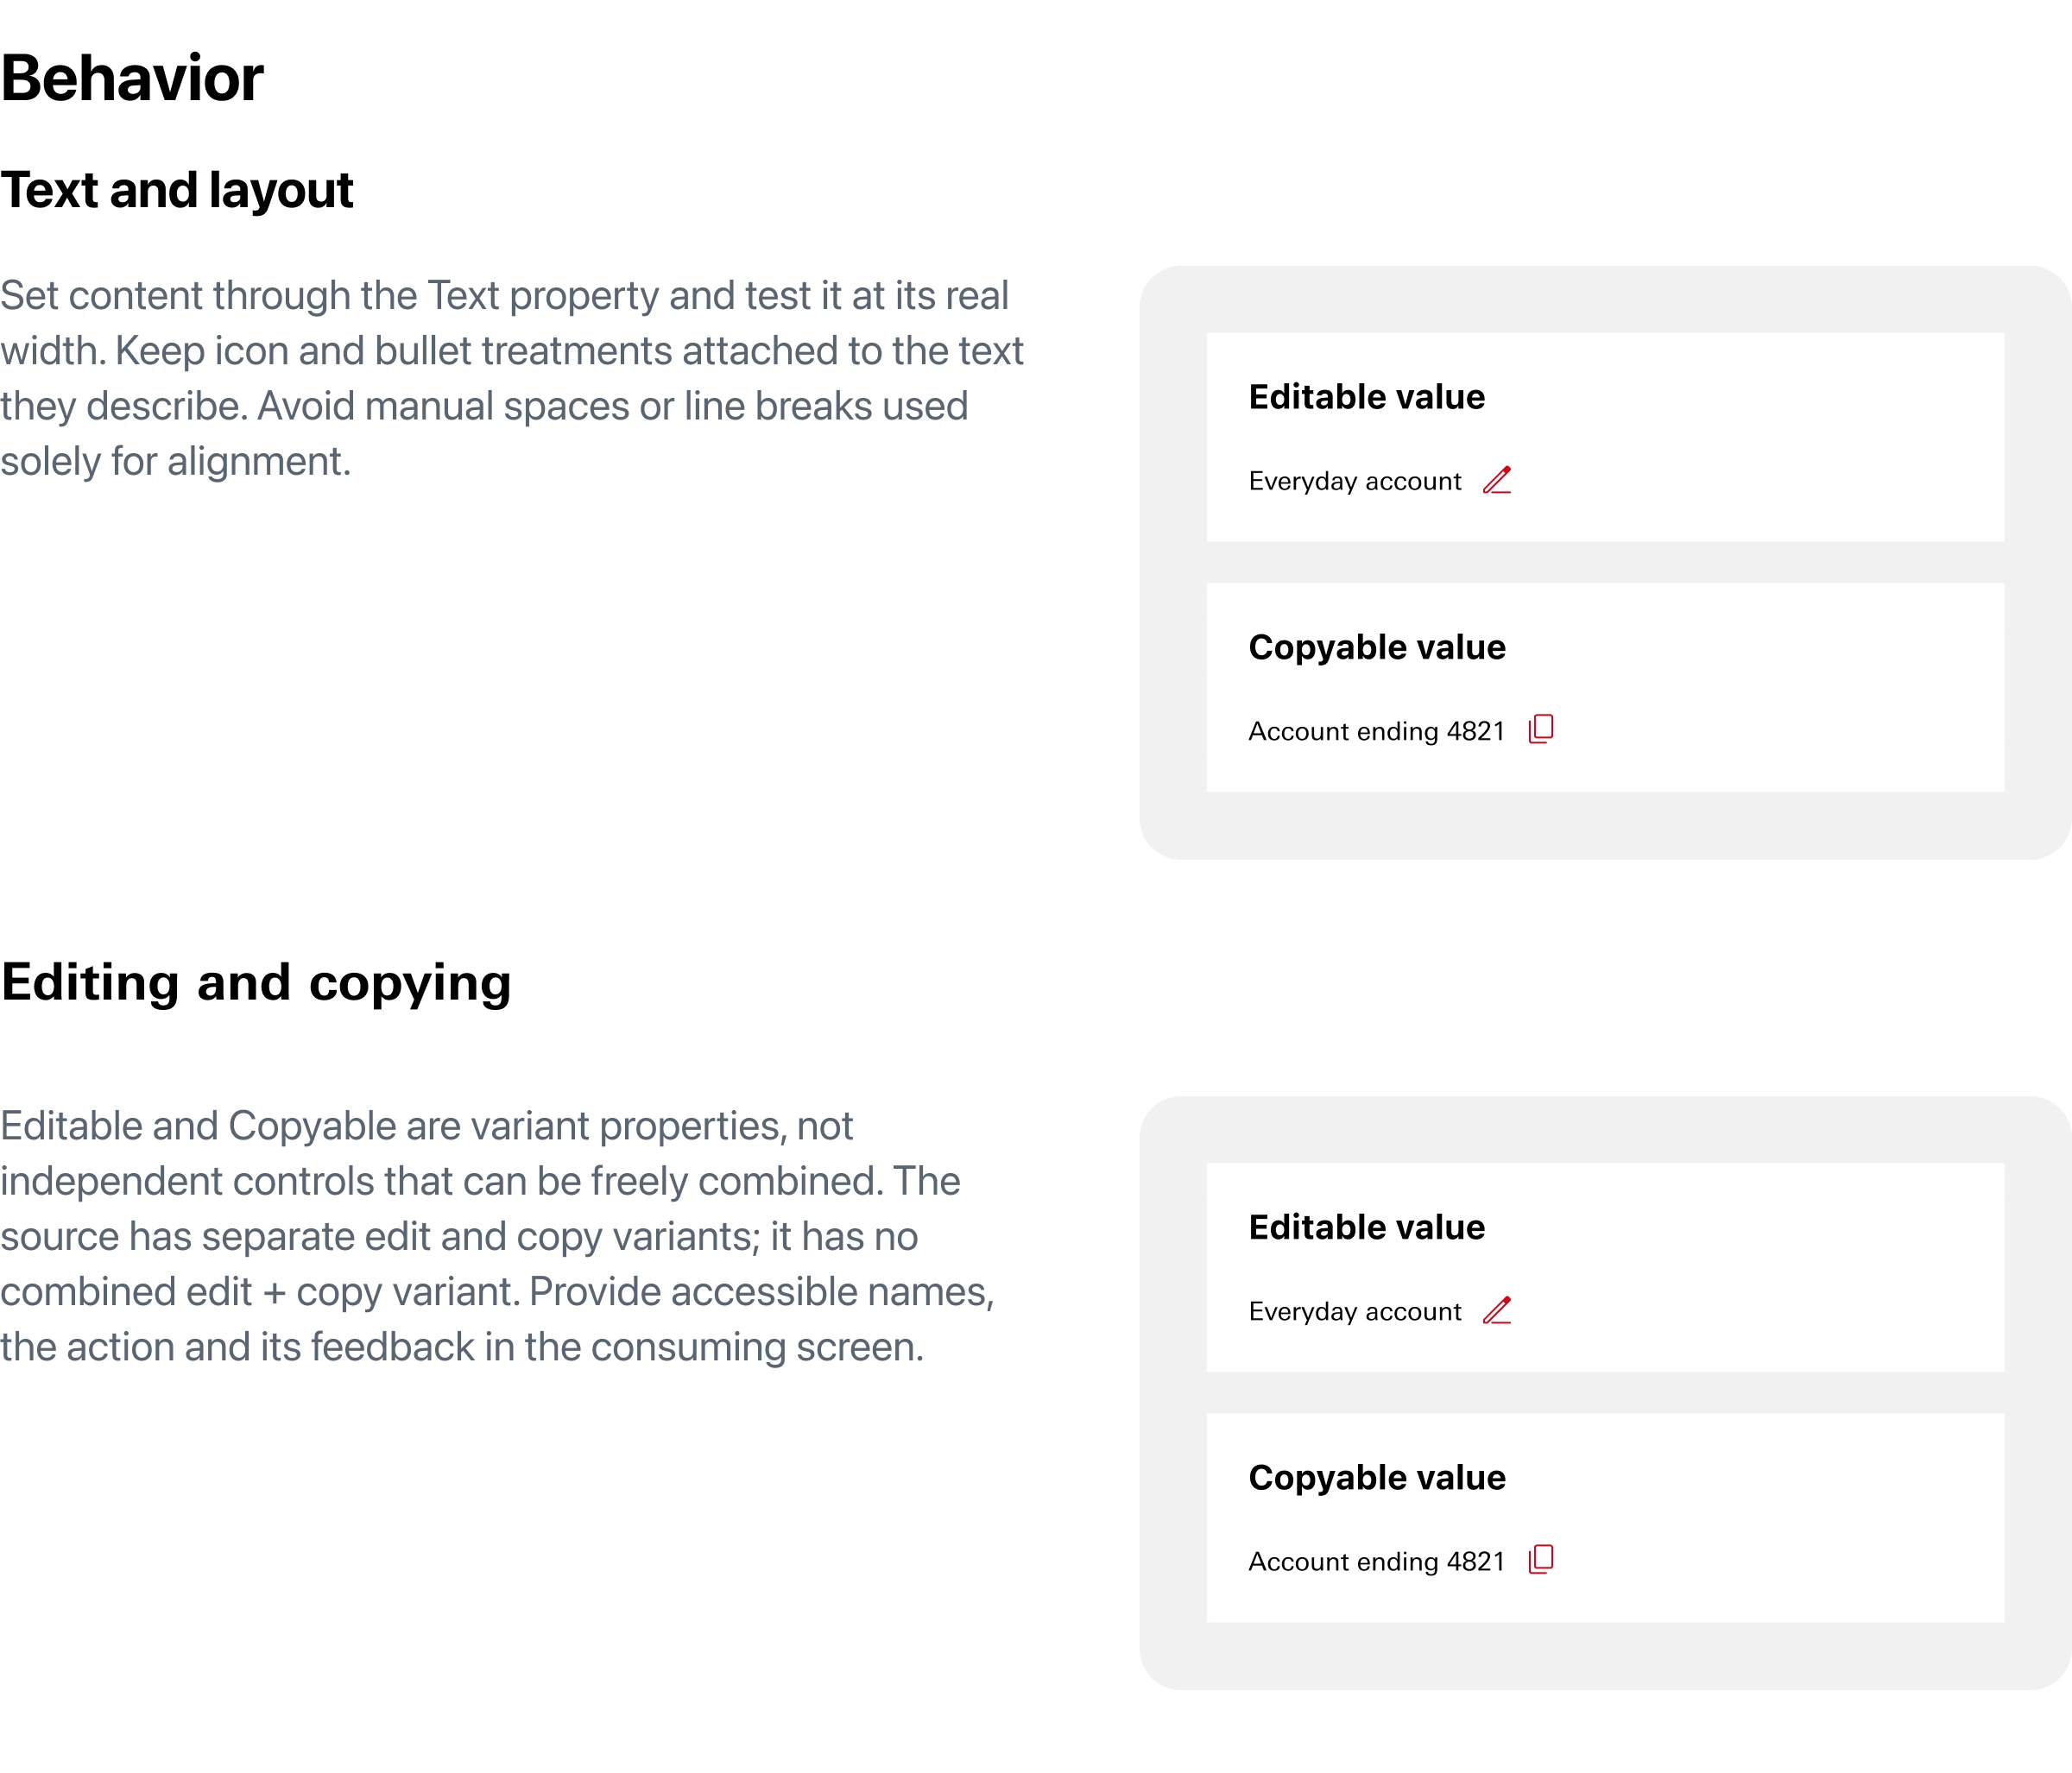 Behavior
Text and layout
Set content through the Text property and test it at its real
width. Keep icon and bullet treatments attached to the text
they describe. Avoid manual spaces or line breaks used
solely for alignment.
Editable value
Everyday account
Copyable value
Account ending 4821
Editing and copying
Editable and Copyable are variant properties, not
independent controls that can be freely combined. The
source has separate edit and copy variants; it has no
combined edit + copy variant. Provide accessible names,
the action and its feedback in the consuming screen.
Editable value
Everyday account
Copyable value
Account ending 4821